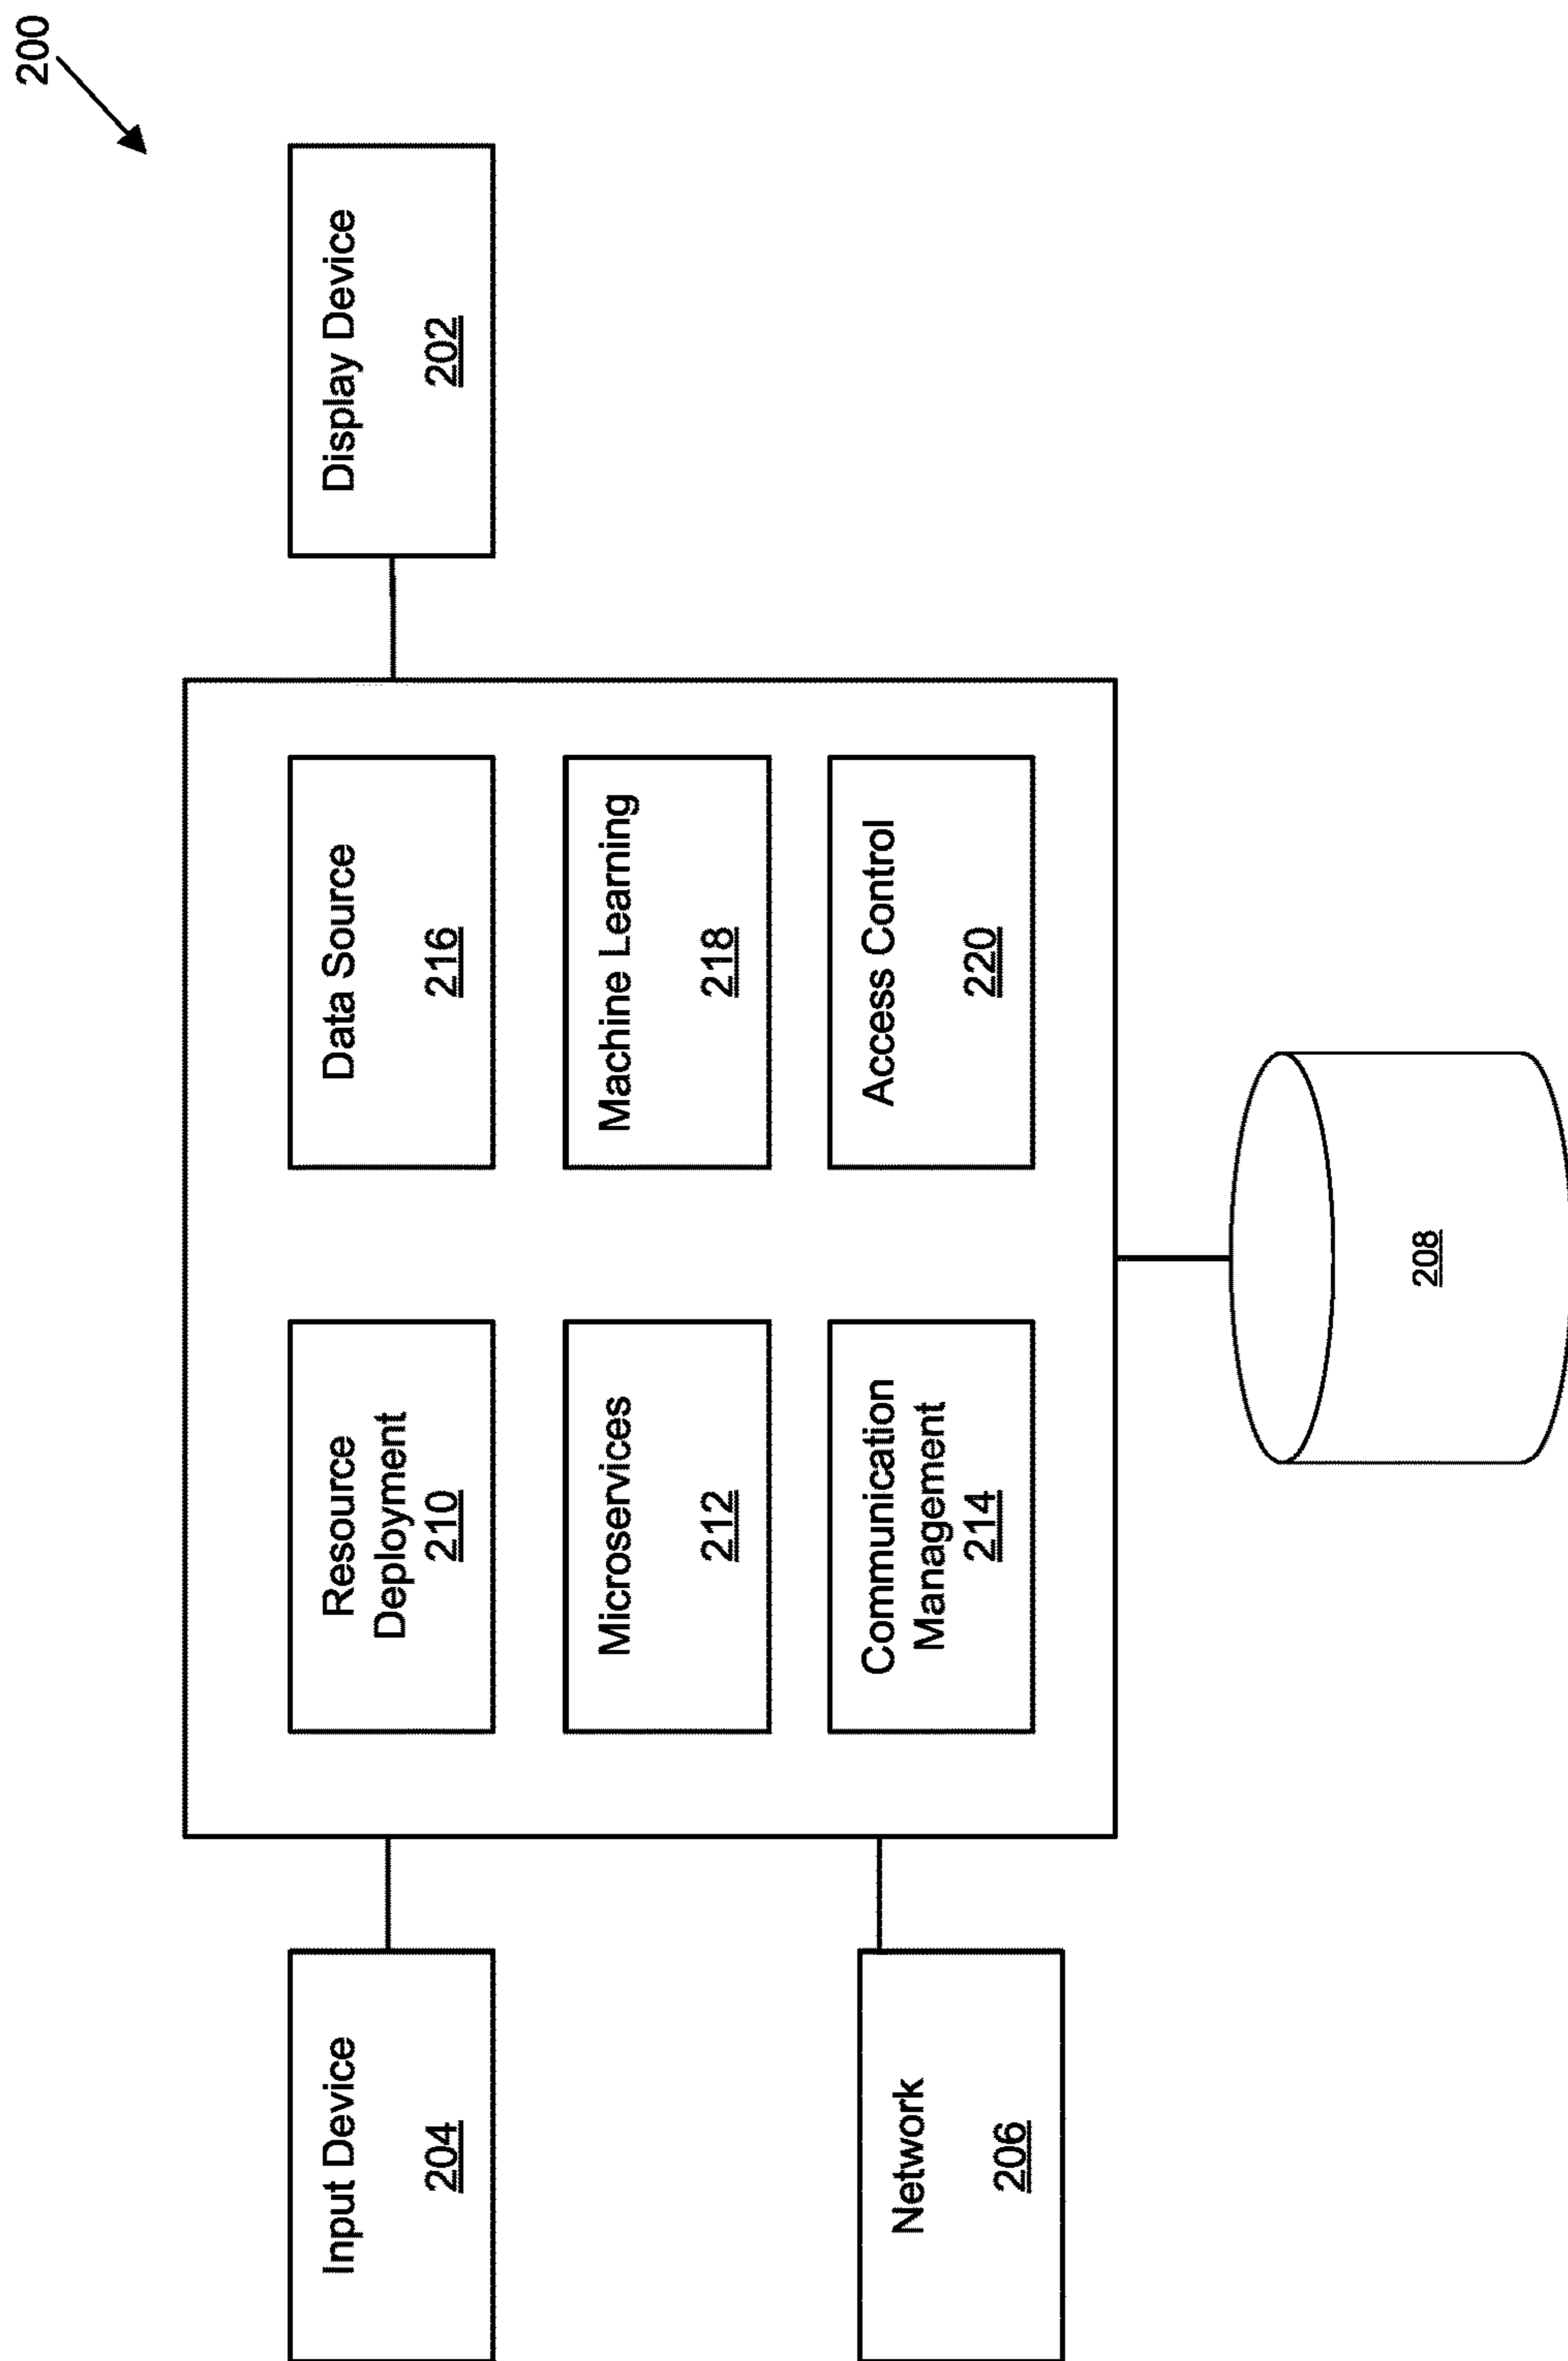 200
Input Device
204
Network
206
Resource
Deployment
210
Microservices
212
Communication
Management
214
Data Source
216
Machine Learning
218
Access Control
220
Display Device
202
208